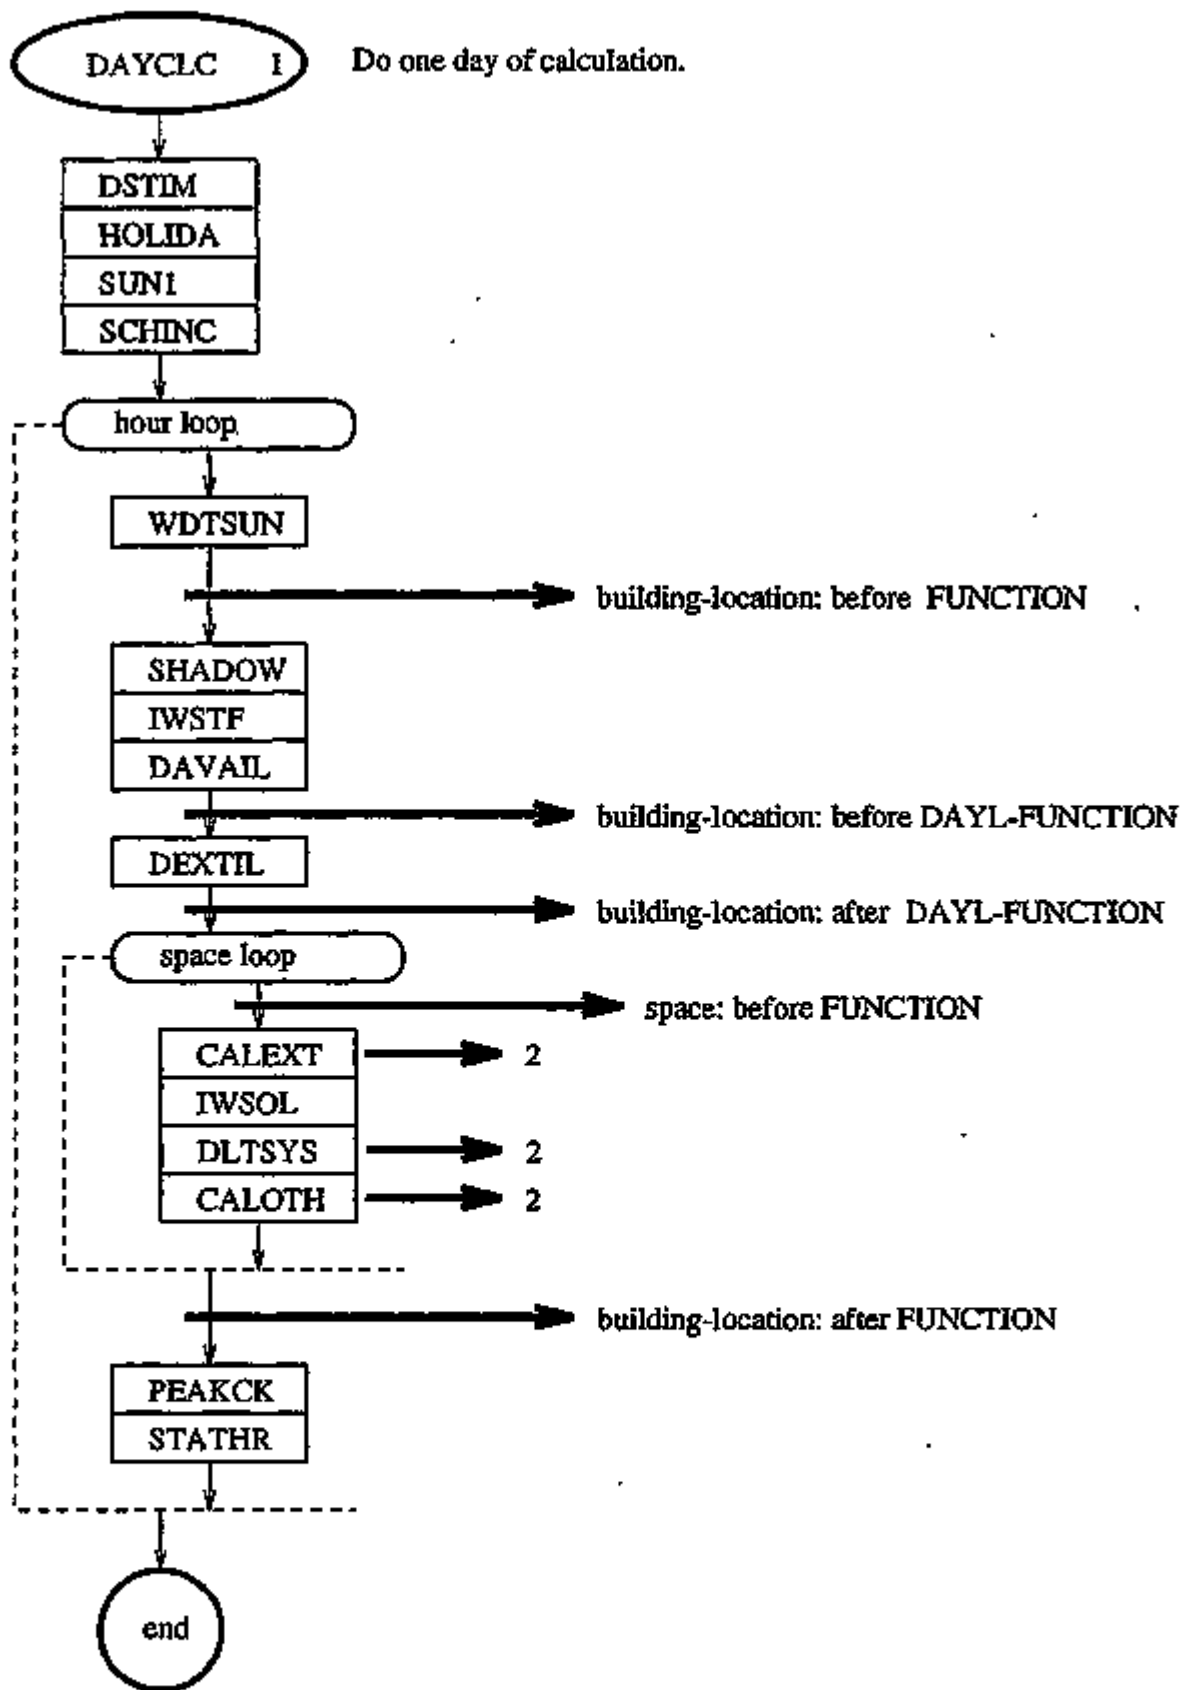 DAYCLC 1 Do one day of calculation.
DSTIM
HOLIDA
SUN1
SCHINC
hour loop
WDTSUN
building-location: before FUNCTION
SHADOW
IWSTF
DAVAIL
building-location: before DAYL-FUNCTION
DEXTIL
building-location: after DAYL-FUNCTION
space loop
space: before FUNCTION
CALEXT 2
IWSOL
DLTSYS 2
CALOTH 2
building-location: after FUNCTION
PEAKCK
STATHR
end